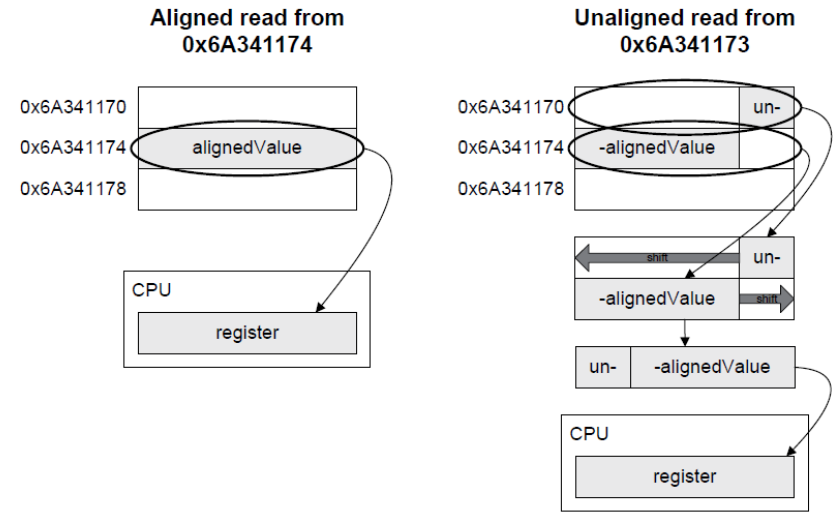 Aligned read from
0x6A341174
0x6A341170
0x6A341174
alignedValue
0x6A341178
CPU
register
Unaligned read from
0x6A341173
0x6A341170
un-
0x6A341174
-alignedValue
0x6A341178
shift
un-
-alignedValue
shift
un-
-alignedValue
CPU
register